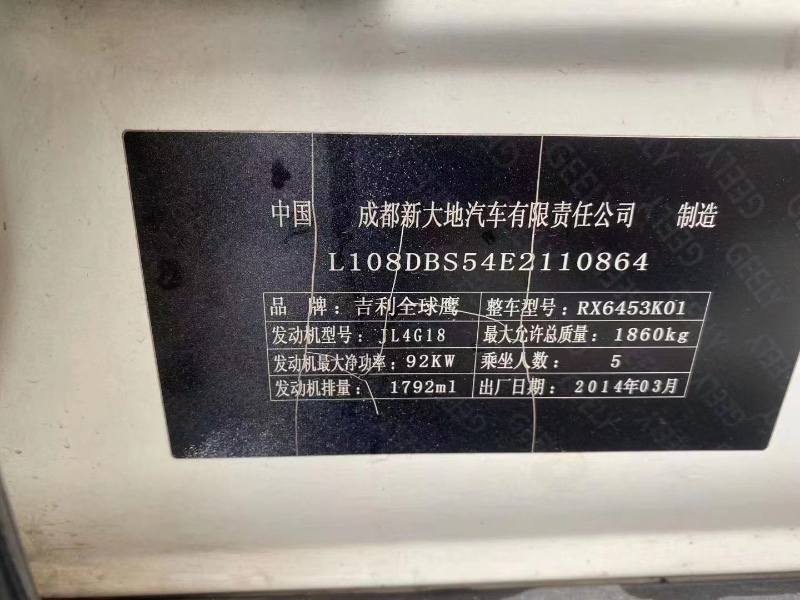 中国 成都新大地汽车有限责任公司 制造
L108DBS54E2110864
品 牌：吉利全球鹰 整车型号：RX6453K01
发动机型号：JL4G18 最大允许总质量：1860kg
发动机最大净功率：92KW 乘坐人数：5
发动机排量：1792ml 出厂日期：2014年03月
GEELY GEELY GEELY